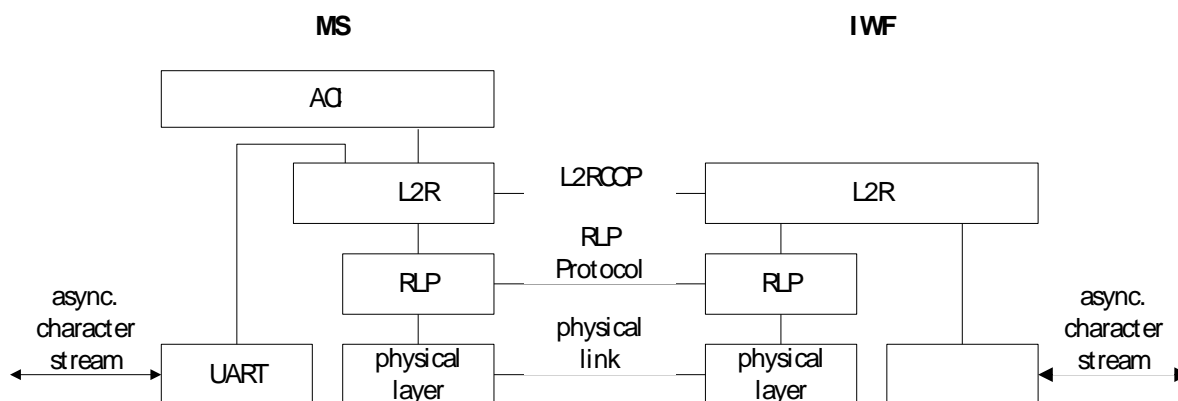 MS
IWF
ACI
L2R
L2RCOP
L2R
RLP
Protocol
RLP
RLP
async.
character
stream
physical
link
async.
character
stream
UART
physical
layer
physical
layer